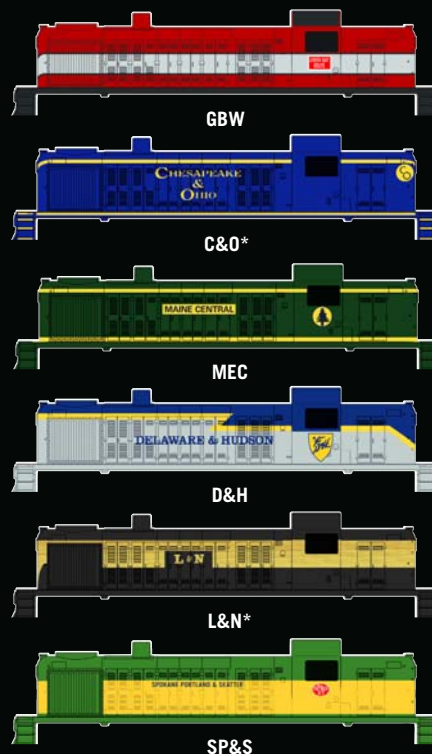 GBW
CHESAPEAKE
&
OHIO
C&O*
MAINE CENTRAL
MEC
DELAWARE & HUDSON
D&H
L&N
L&N*
SPOKANE PORTLAND & SEATTLE
SP&S